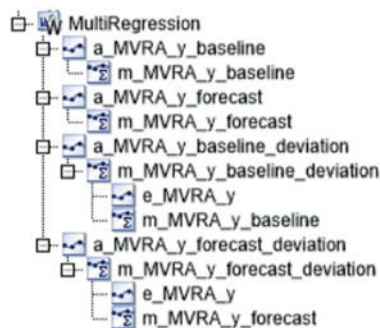 MultiRegression
a_MVRA_y_baseline
m_MVRA_y_baseline
a_MVRA_y_forecast
m_MVRA_y_forecast
a_MVRA_y_baseline_deviation
m_MVRA_y_baseline_deviation
e_MVRA_y
m_MVRA_y_baseline
a_MVRA_y_forecast_deviation
m_MVRA_y_forecast_deviation
e_MVRA_y
m_MVRA_y_forecast